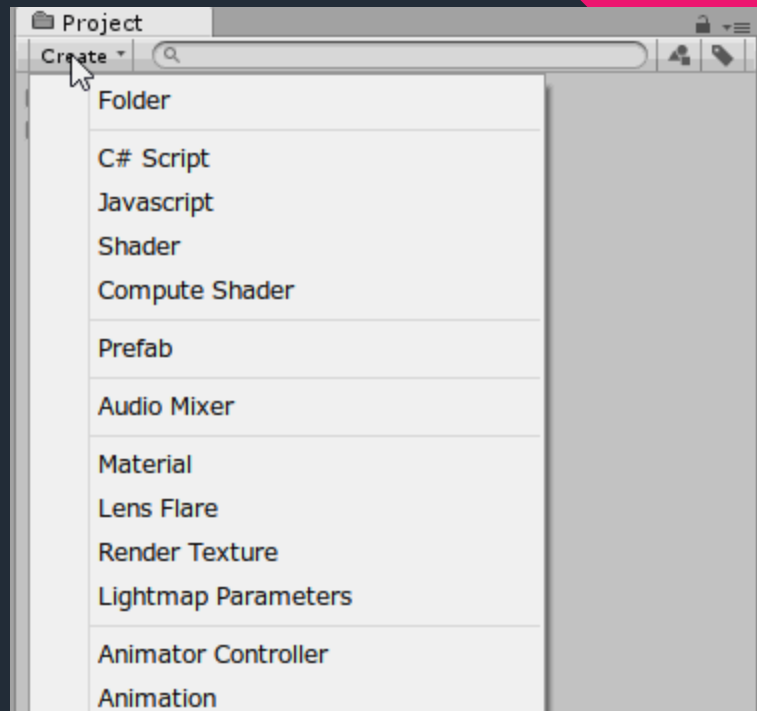 Project
Create
Folder
C# Script
Javascript
Shader
Compute Shader
Prefab
Audio Mixer
Material
Lens Flare
Render Texture
Lightmap Parameters
Animator Controller
Animation